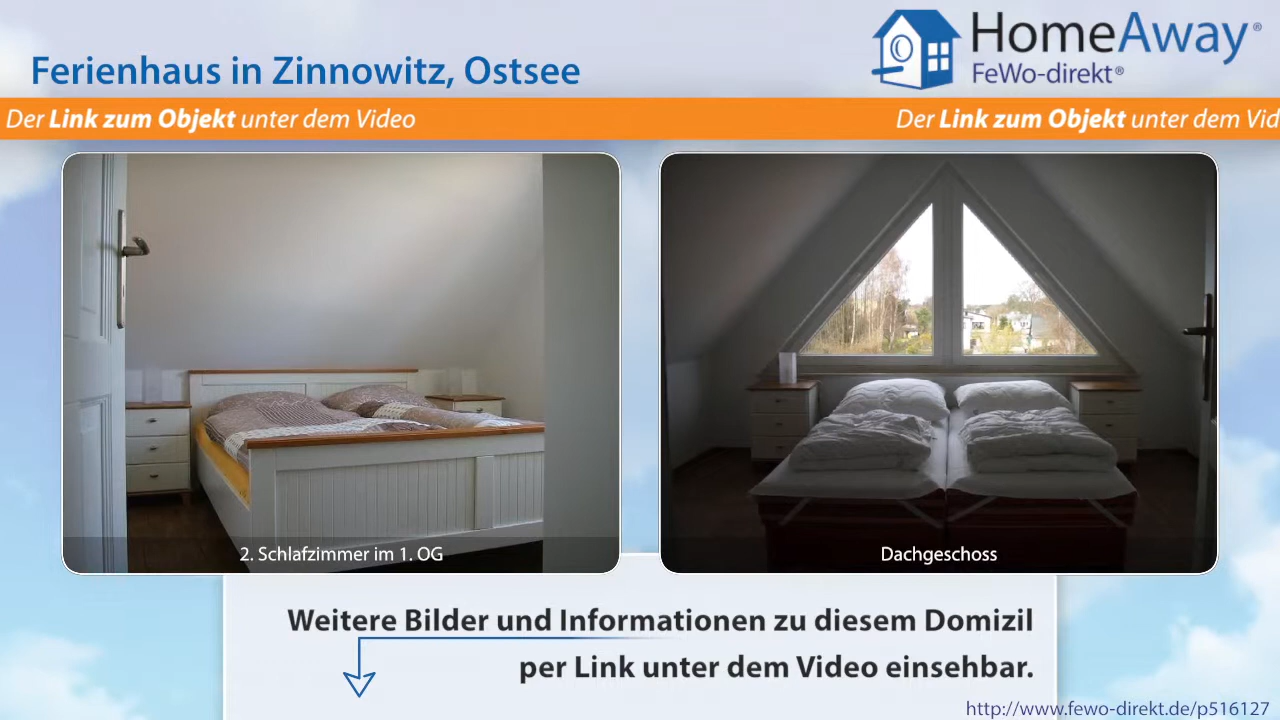 Ferienhaus in Zinnowitz, Ostsee
HomeAway®
FeWo-direkt®
Der Link zum Objekt unter dem Video
Der Link zum Objekt unter dem Vid
2. Schlafzimmer im 1. OG
Dachgeschoss
Weitere Bilder und Informationen zu diesem Domizil
per Link unter dem Video einsehbar.
http://www.fewo-direkt.de/p516127